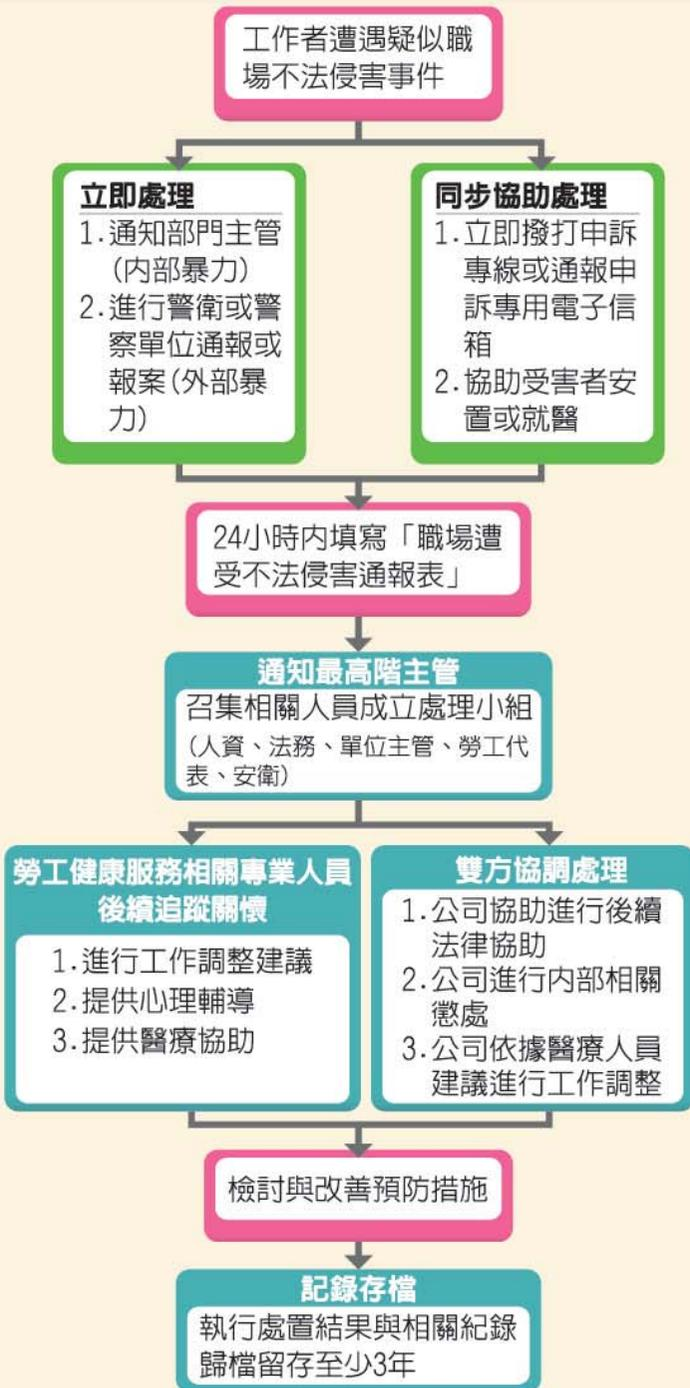 工作者遭遇疑似職
場不法侵害事件
立即處理
1.通知部門主管
(內部暴力)
2.進行警衛或警
察單位通報或
報案(外部暴
力)
同步協助處理
1.立即撥打申訴
專線或通報申
訴專用電子信
箱
2.協助受害者安
置或就醫
24小時內填寫「職場遭
受不法侵害通報表」
通知最高階主管
召集相關人員成立處理小組
(人資、法務、單位主管、勞工代
表、安衛)
勞工健康服務相關專業人員
後續追蹤關懷
1.進行工作調整建議
2.提供心理輔導
3.提供醫療協助
雙方協調處理
1.公司協助進行後續
法律協助
2.公司進行內部相關
懲處
3.公司依據醫療人員
建議進行工作調整
檢討與改善預防措施
記錄存檔
執行處置結果與相關紀錄
歸檔留存至少3年